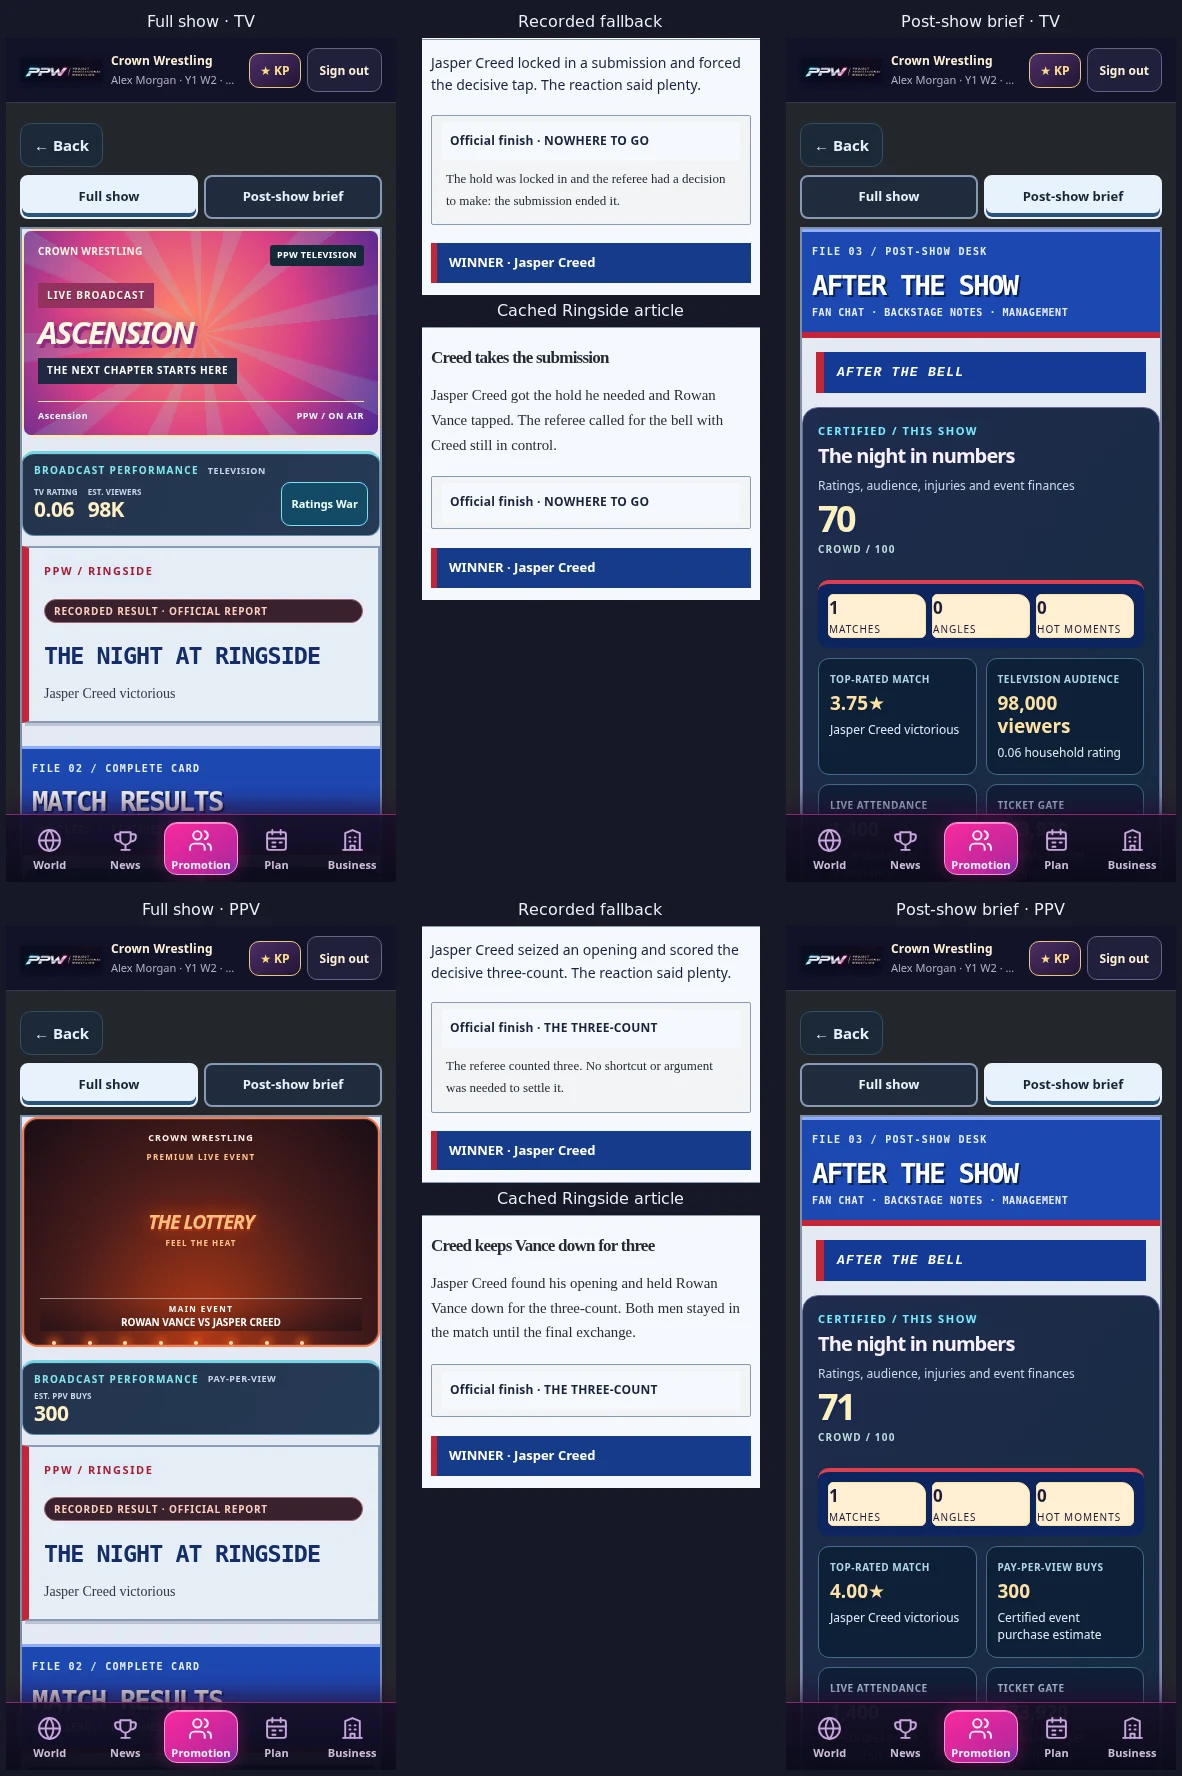 Full show · TV
PPW
Crown Wrestling
Alex Morgan · Y1 W2 · ...
★ KP
Sign out
← Back
Full show
Post-show brief
CROWN WRESTLING
PPW TELEVISION
LIVE BROADCAST
ASCENSION
THE NEXT CHAPTER STARTS HERE
Ascension
PPW / ON AIR
BROADCAST PERFORMANCE TELEVISION
TV RATING EST. VIEWERS
0.06 98K
Ratings War
PPW / RINGSIDE
RECORDED RESULT · OFFICIAL REPORT
THE NIGHT AT RINGSIDE
Jasper Creed victorious
FILE 02 / COMPLETE CARD
MATCH RESULTS
World
News
Promotion
Plan
Business
Recorded fallback
Jasper Creed locked in a submission and forced
the decisive tap. The reaction said plenty.
Official finish · NOWHERE TO GO
The hold was locked in and the referee had a decision
to make: the submission ended it.
WINNER · Jasper Creed
Cached Ringside article
Creed takes the submission
Jasper Creed got the hold he needed and Rowan
Vance tapped. The referee called for the bell with
Creed still in control.
Official finish · NOWHERE TO GO
WINNER · Jasper Creed
Post-show brief · TV
PPW
Crown Wrestling
Alex Morgan · Y1 W2 · ...
★ KP
Sign out
← Back
Full show
Post-show brief
FILE 03 / POST-SHOW DESK
AFTER THE SHOW
FAN CHAT · BACKSTAGE NOTES · MANAGEMENT
AFTER THE BELL
CERTIFIED / THIS SHOW
The night in numbers
Ratings, audience, injuries and event finances
70
CROWD / 100
1
MATCHES
0
ANGLES
0
HOT MOMENTS
TOP-RATED MATCH
3.75★
Jasper Creed victorious
TELEVISION AUDIENCE
98,000
viewers
0.06 household rating
LIVE ATTENDANCE
TICKET GATE
World
News
Promotion
Plan
Business
Full show · PPV
PPW
Crown Wrestling
Alex Morgan · Y1 W2 · ...
★ KP
Sign out
← Back
Full show
Post-show brief
CROWN WRESTLING
PREMIUM LIVE EVENT
THE LOTTERY
FEEL THE HEAT
MAIN EVENT
ROWAN VANCE VS JASPER CREED
BROADCAST PERFORMANCE PAY-PER-VIEW
EST. PPV BUYS
300
PPW / RINGSIDE
RECORDED RESULT · OFFICIAL REPORT
THE NIGHT AT RINGSIDE
Jasper Creed victorious
FILE 02 / COMPLETE CARD
MATCH RESULTS
World
News
Promotion
Plan
Business
Recorded fallback
Jasper Creed seized an opening and scored the
decisive three-count. The reaction said plenty.
Official finish · THE THREE-COUNT
The referee counted three. No shortcut or argument
was needed to settle it.
WINNER · Jasper Creed
Cached Ringside article
Creed keeps Vance down for three
Jasper Creed found his opening and held Rowan
Vance down for the three-count. Both men stayed in
the match until the final exchange.
Official finish · THE THREE-COUNT
WINNER · Jasper Creed
Post-show brief · PPV
PPW
Crown Wrestling
Alex Morgan · Y1 W2 · ...
★ KP
Sign out
← Back
Full show
Post-show brief
FILE 03 / POST-SHOW DESK
AFTER THE SHOW
FAN CHAT · BACKSTAGE NOTES · MANAGEMENT
AFTER THE BELL
CERTIFIED / THIS SHOW
The night in numbers
Ratings, audience, injuries and event finances
71
CROWD / 100
1
MATCHES
0
ANGLES
0
HOT MOMENTS
TOP-RATED MATCH
4.00★
Jasper Creed victorious
PAY-PER-VIEW BUYS
300
Certified event
purchase estimate
LIVE ATTENDANCE
TICKET GATE
World
News
Promotion
Plan
Business